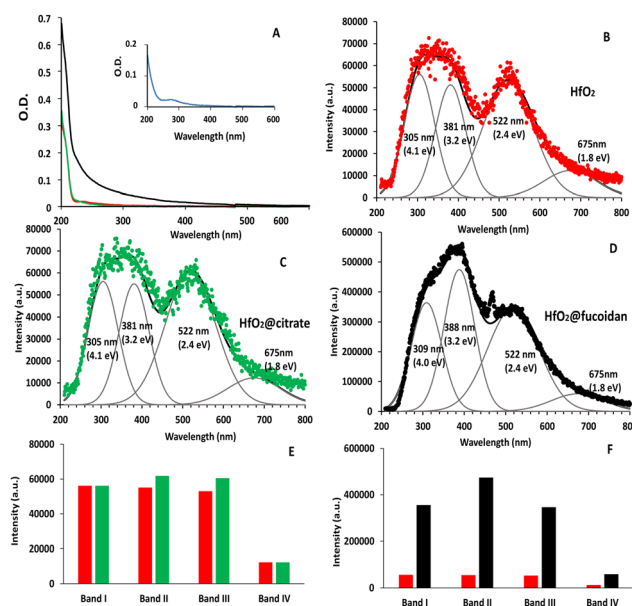 A
0.7
0.6
0.5
0.4
0.3
0.2
0.1
0
O.D.
200
300
400
500
600
Wavelength (nm)
0.2
0.1
0
O.D.
200
300
400
500
600
Wavelength (nm)
B
80000
70000
60000
50000
40000
30000
20000
10000
0
Intensity (a.u.)
HfO₂
305 nm
(4.1 eV)
381 nm
(3.2 eV)
522 nm
(2.4 eV)
675nm
(1.8 eV)
200
300
400
500
600
700
800
Wavelength (nm)
C
80000
70000
60000
50000
40000
30000
20000
10000
0
Intensity (a.u.)
HfO₂@citrate
305 nm
(4.1 eV)
381 nm
(3.2 eV)
522 nm
(2.4 eV)
675nm
(1.8 eV)
200
300
400
500
600
700
800
Wavelength (nm)
D
600000
500000
400000
300000
200000
100000
0
Intensity (a.u.)
HfO₂@fucoidan
309 nm
(4.0 eV)
388 nm
(3.2 eV)
522 nm
(2.4 eV)
675nm
(1.8 eV)
200
300
400
500
600
700
800
Wavelength (nm)
E
80000
60000
40000
20000
0
Intensity (a.u.)
Band I
Band II
Band III
Band IV
F
600000
400000
200000
0
Intensity (a.u.)
Band I
Band II
Band III
Band IV